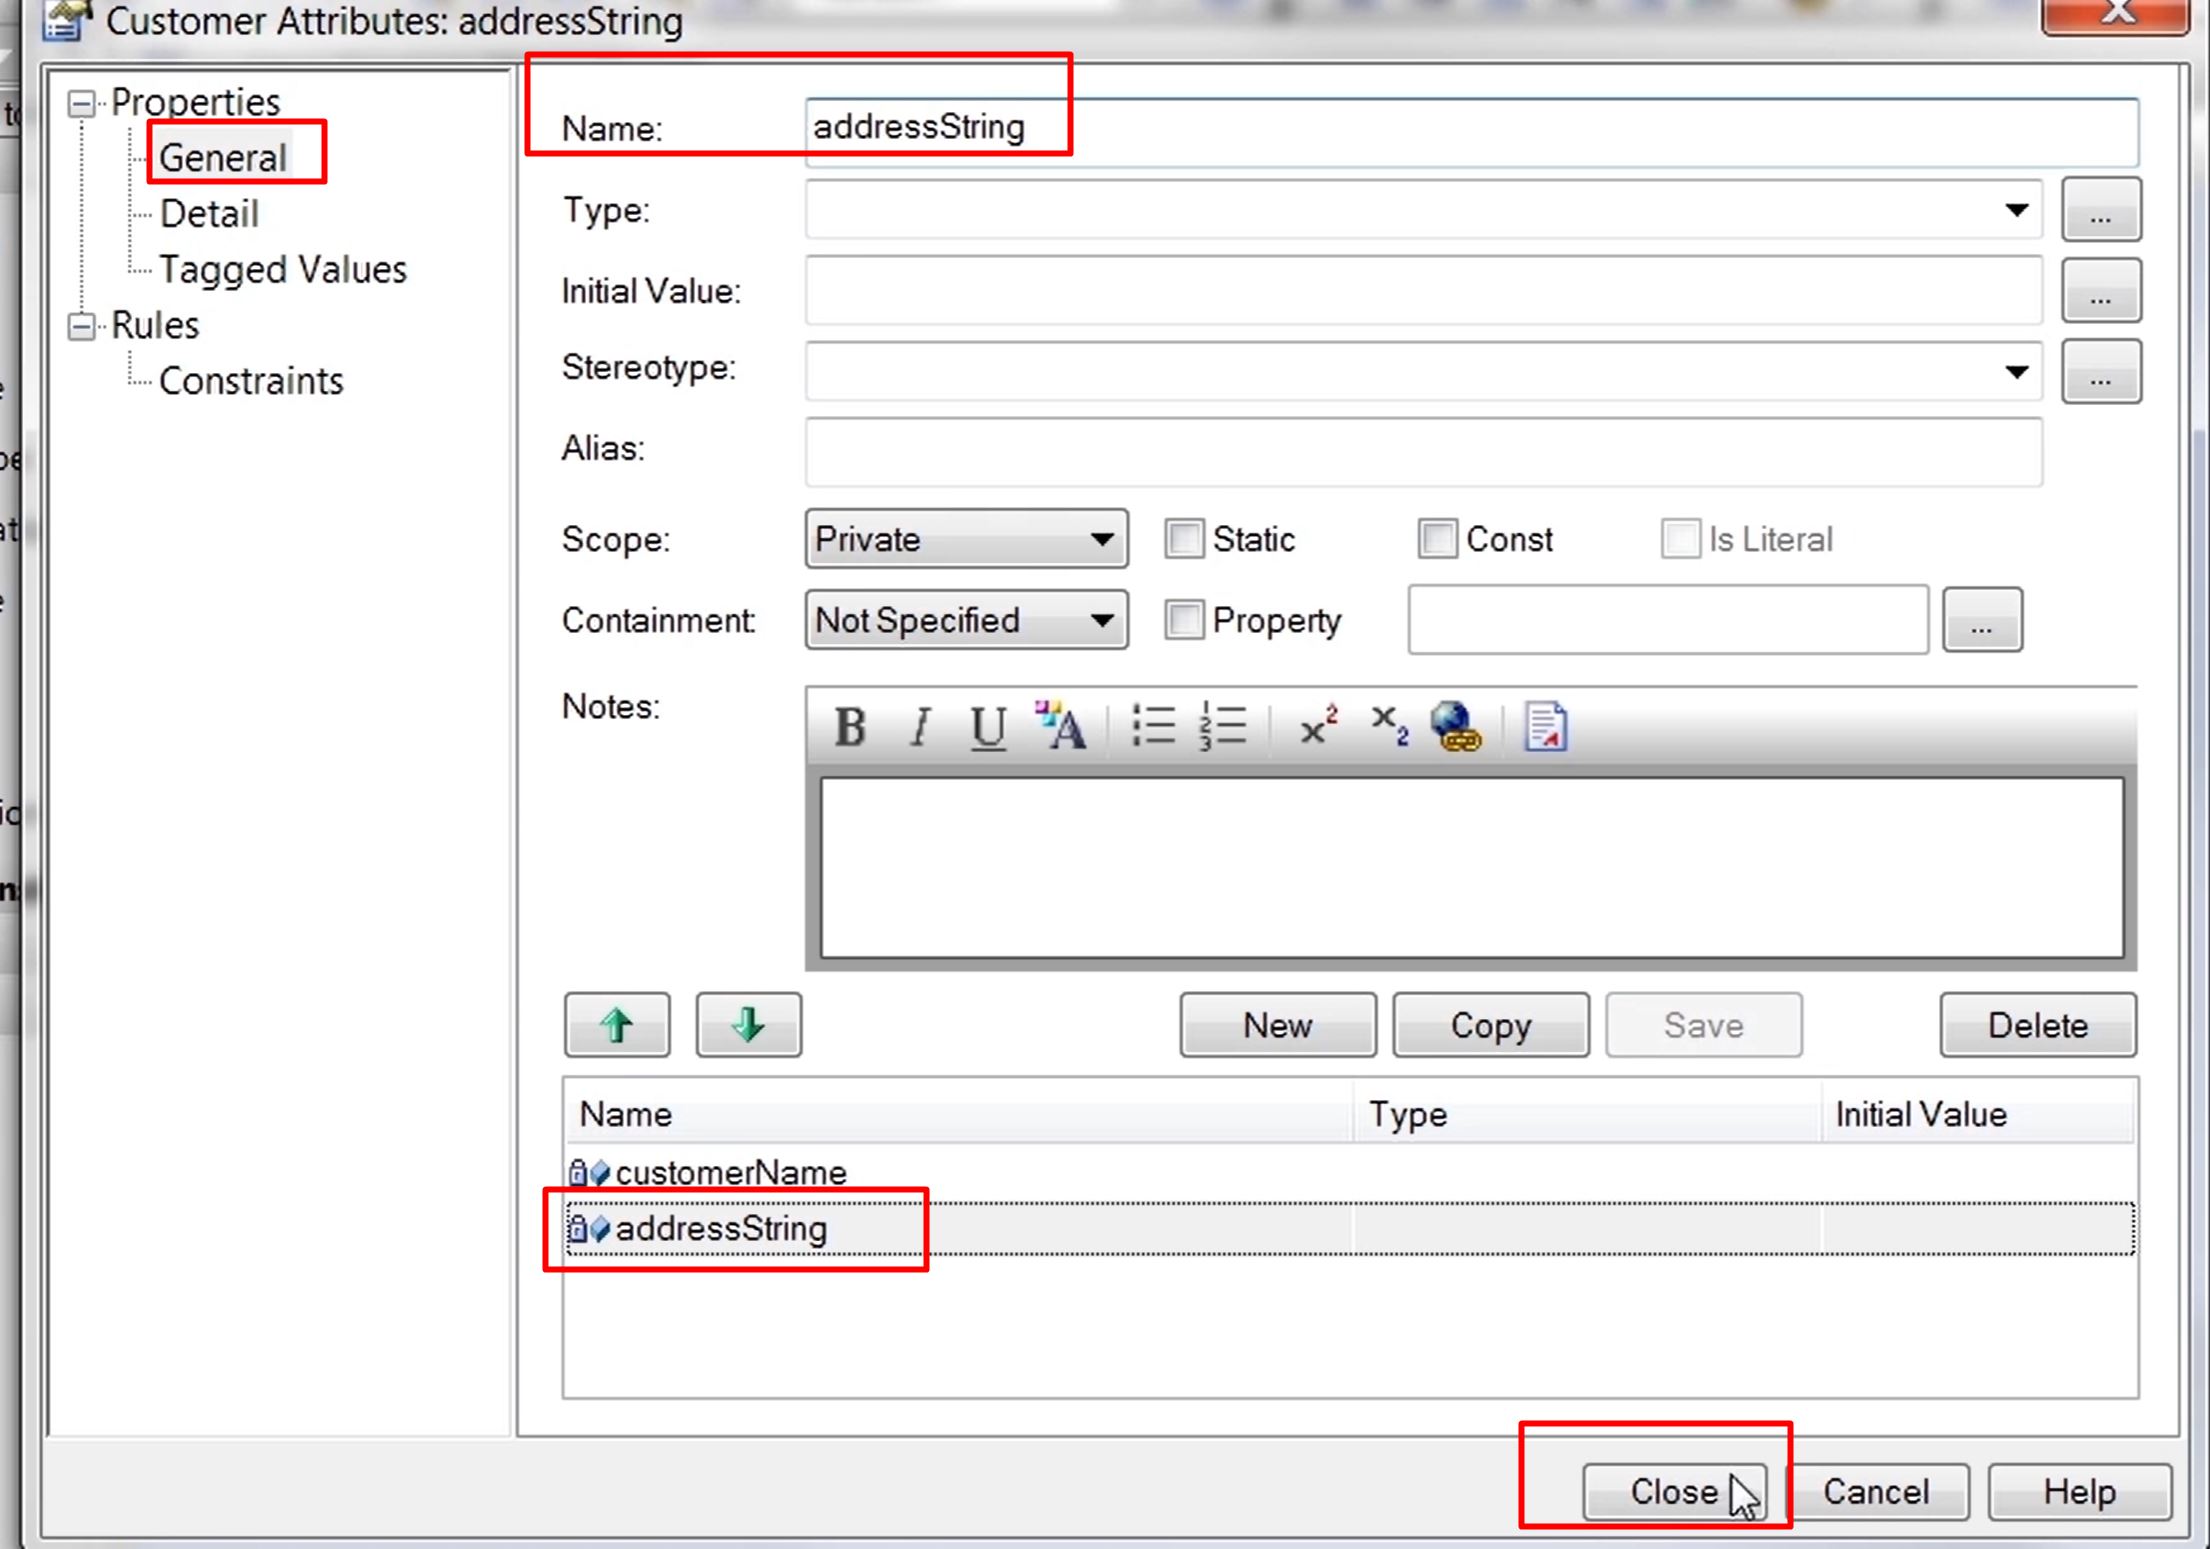 Customer Attributes: addressString
Properties
General
Detail
Tagged Values
Rules
Constraints
Name: addressString
Type: ...
Initial Value: ...
Stereotype: ...
Alias:
Scope: Private Static Const Is Literal
Containment: Not Specified Property ...
Notes:
B I U A x² x₂
New Copy Save Delete
Name Type Initial Value
customerName
addressString
Close Cancel Help